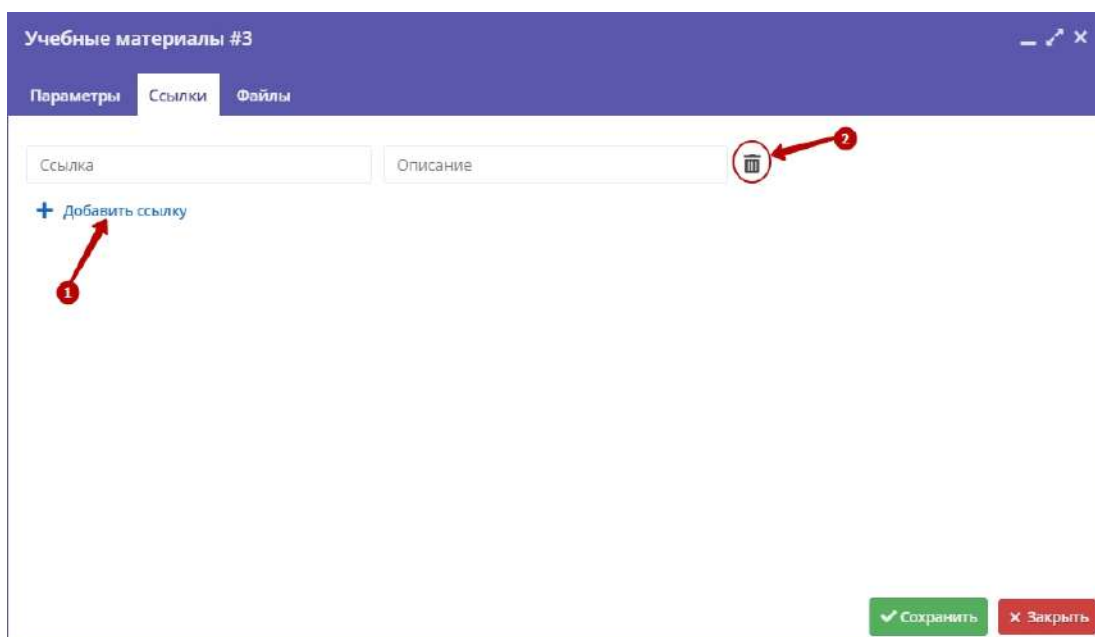 Учебные материалы #3
Параметры Ссылки Файлы
Ссылка Описание 2
Добавить ссылку
1
Сохранить Закрыть